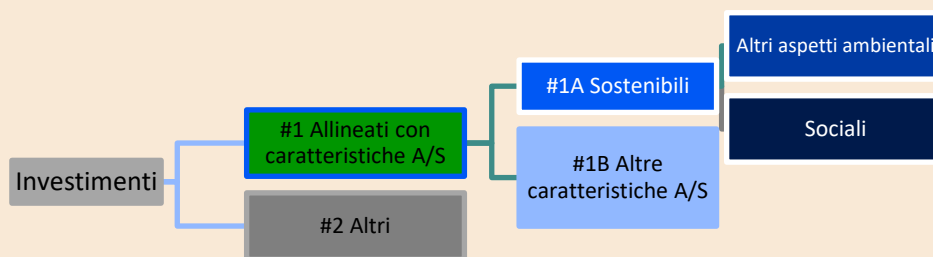 Investimenti
#1 Allineati con
caratteristiche A/S
#2 Altri
#1A Sostenibili
#1B Altre
caratteristiche A/S
Altri aspetti ambientali
Sociali